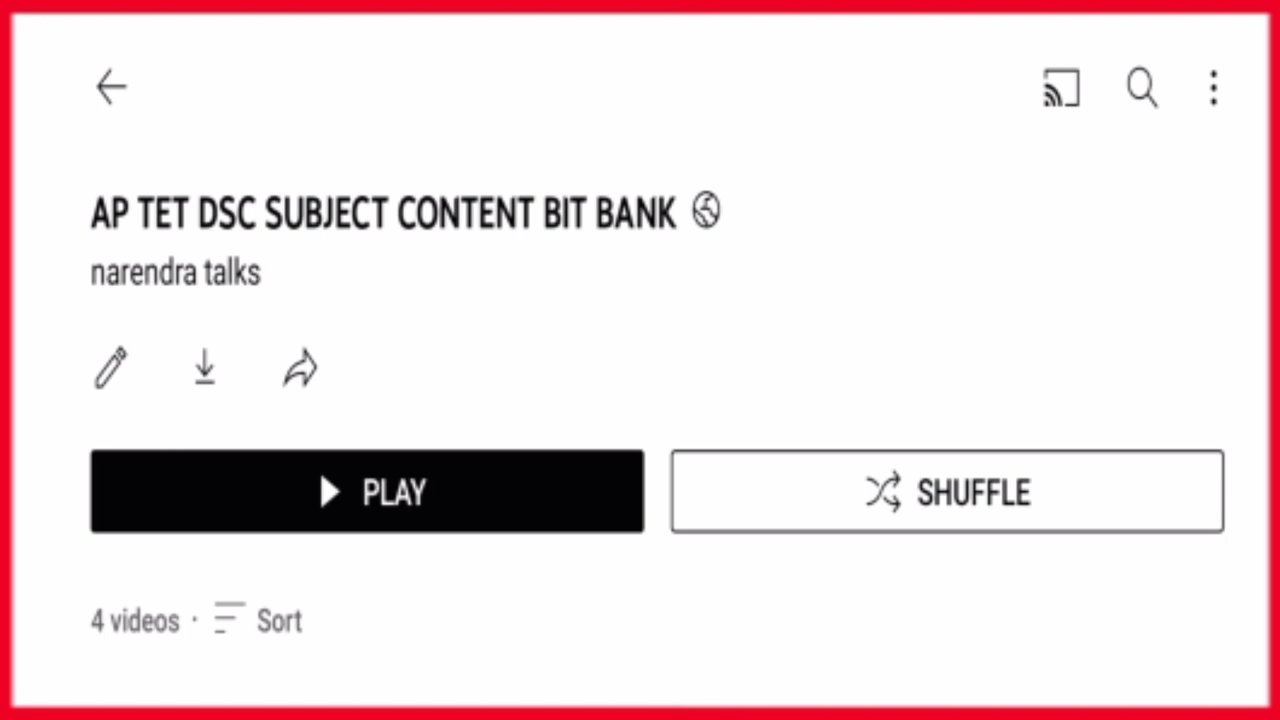 AP TET DSC SUBJECT CONTENT BIT BANK
narendra talks
PLAY
SHUFFLE
4 videos · Sort